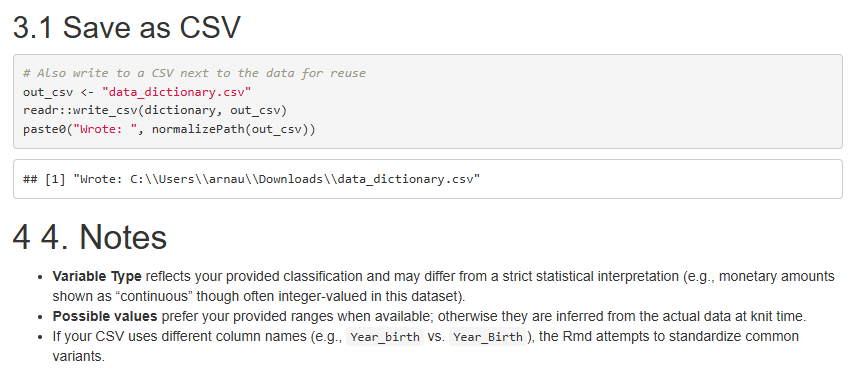 3.1 Save as CSV
# Also write to a CSV next to the data for reuse
out_csv <- "data_dictionary.csv"
readr::write_csv(dictionary, out_csv)
paste0("Wrote: ", normalizePath(out_csv))
## [1] "Wrote: C:\\Users\\arnau\\Downloads\\data_dictionary.csv"
4 4. Notes
• Variable Type reflects your provided classification and may differ from a strict statistical interpretation (e.g., monetary amounts
shown as “continuous” though often integer-valued in this dataset).
• Possible values prefer your provided ranges when available; otherwise they are inferred from the actual data at knit time.
• If your CSV uses different column names (e.g., Year_birth vs. Year_Birth ), the Rmd attempts to standardize common
variants.